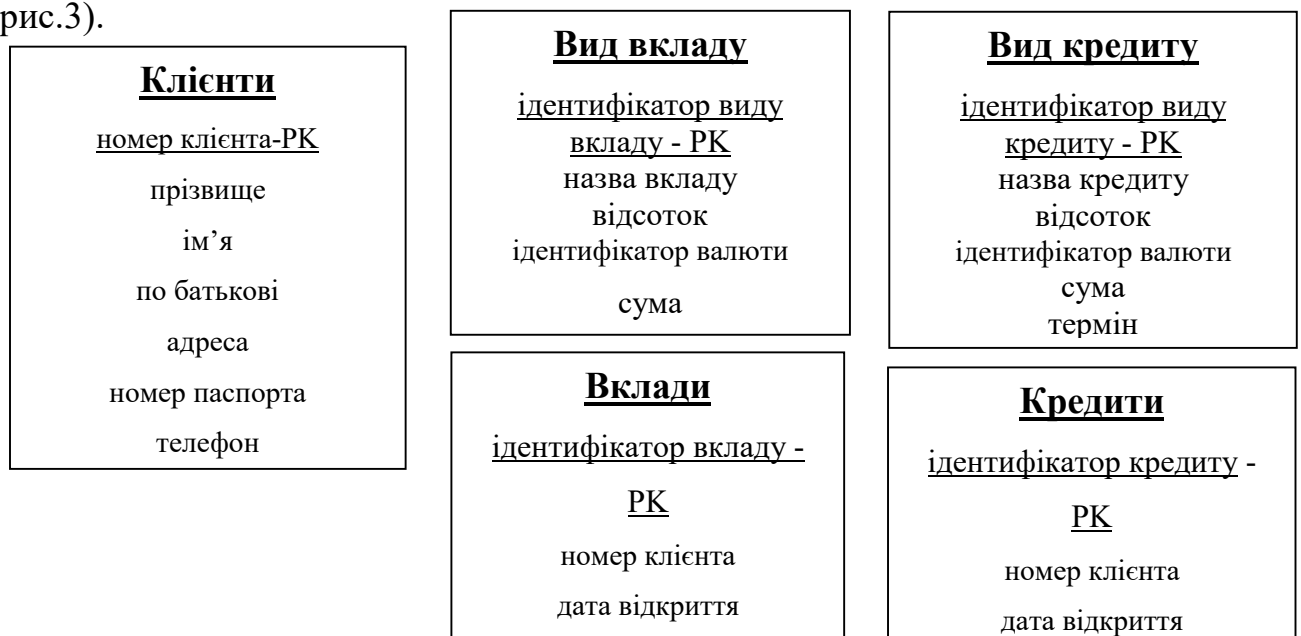 рис.3).
Клієнти
номер клієнта-PK
прізвище
ім’я
по батькові
адреса
номер паспорта
телефон
Вид вкладу
ідентифікатор виду
вкладу - PK
назва вкладу
відсоток
ідентифікатор валюти
сума
Вид кредиту
ідентифікатор виду
кредиту - PK
назва кредиту
відсоток
ідентифікатор валюти
сума
термін
Вклади
ідентифікатор вкладу -
PK
номер клієнта
дата відкриття
Кредити
ідентифікатор кредиту -
PK
номер клієнта
дата відкриття